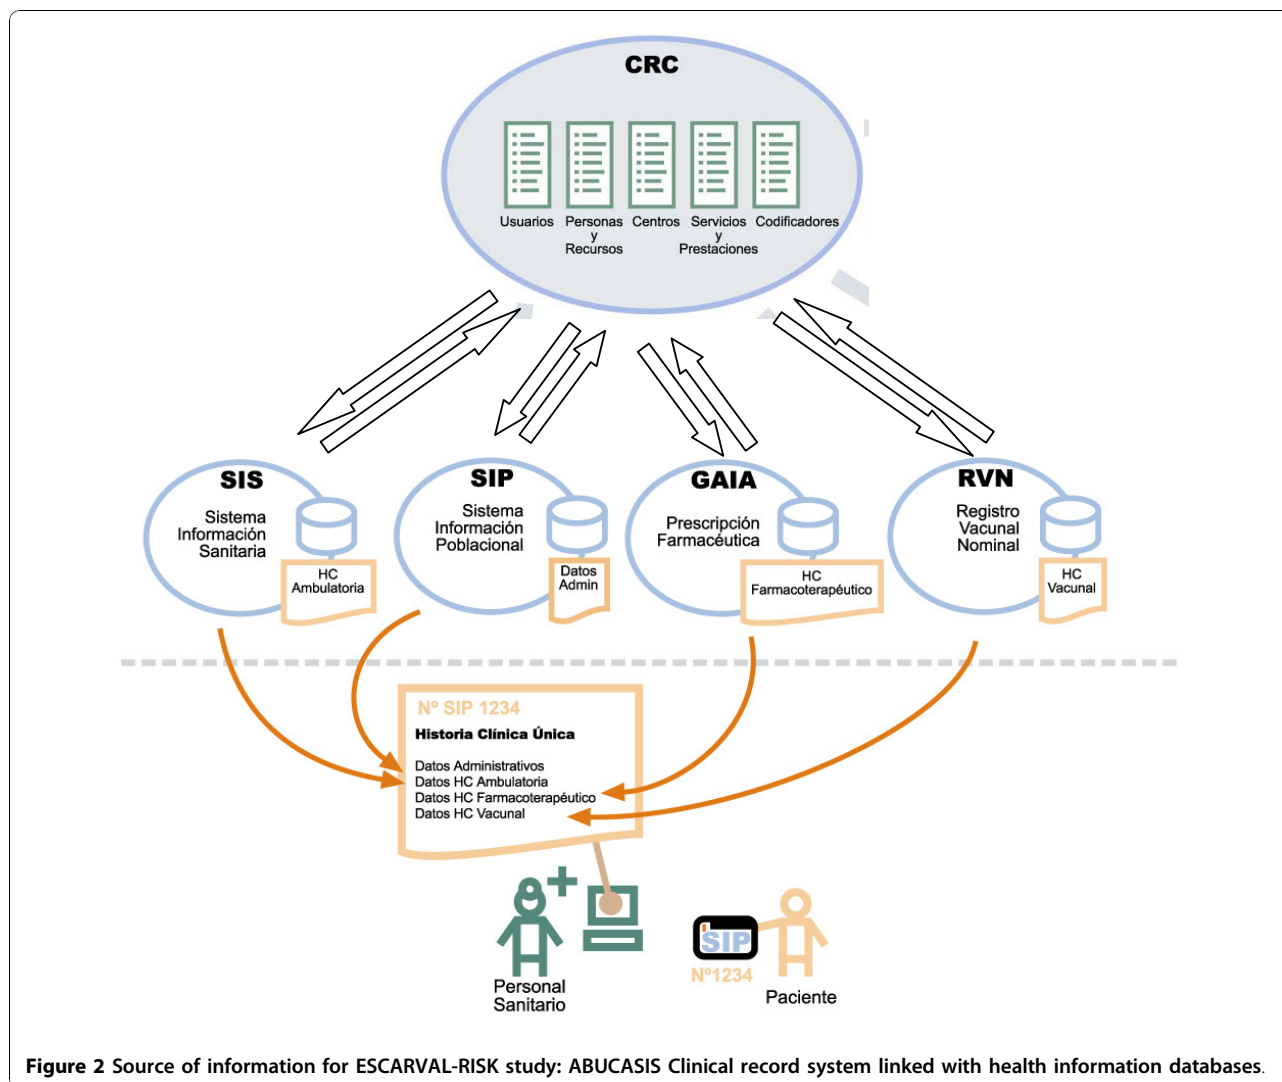 CRC
Usuarios
Personas
y
Recursos
Centros
Servicios
y
Prestaciones
Codificadores
SIS
Sistema
Información
Sanitaria
HC
Ambulatoria
SIP
Sistema
Información
Poblacional
Datos
Admin
GAIA
Prescripción
Farmacéutica
HC
Farmacoterapéutico
RVN
Registro
Vacunal
Nominal
HC
Vacunal
Nº SIP 1234
Historia Clínica Única
Datos Administrativos
Datos HC Ambulatoria
Datos HC Farmacoterapéutico
Datos HC Vacunal
Personal
Sanitario
SIP
Nº1234
Paciente
Figure 2 Source of information for ESCARVAL-RISK study: ABUCASIS Clinical record system linked with health information databases.